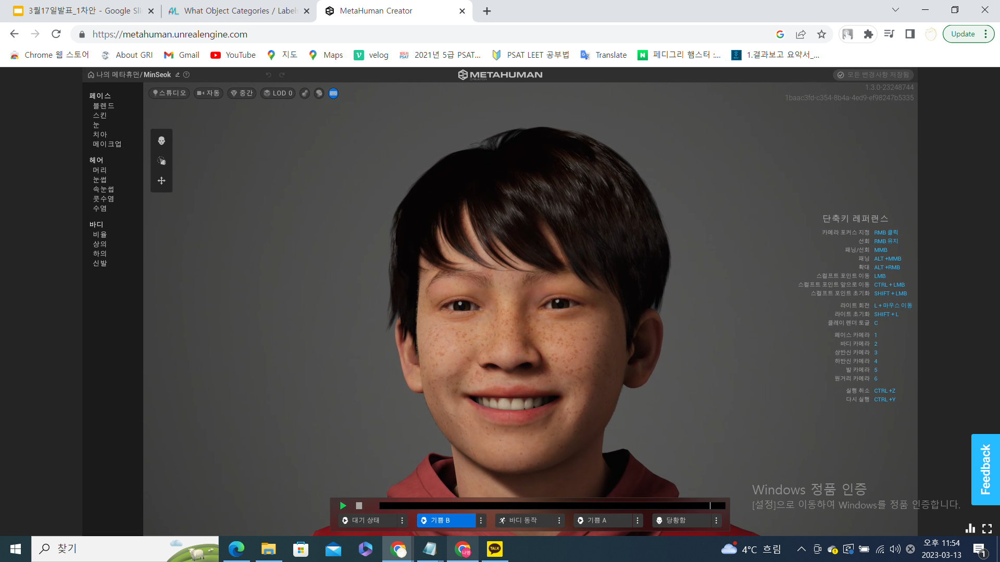 3월17일발표_1차안 - Google Sli
What Object Categories / Label
MetaHuman Creator
https://metahuman.unrealengine.com
Update
Chrome 웹 스토어
About GRI
Gmail
YouTube
지도
Maps
velog
2021년 5급 PSAT...
PSAT LEET 공부법
Translate
페디그리 햄스터 :...
1.결과보고 요약서_...
나의 메타휴먼/ MinSeok
METAHUMAN
CREATOR
모든 변경사항 저장됨
1.3.0-23248744
1baac3fd-c354-8b4a-4ed9-ef98247b5335
스튜디오
자동
중간
LOD 0
페이스
블렌드
스킨
눈
치아
메이크업
헤어
머리
눈썹
속눈썹
콧수염
수염
바디
비율
상의
하의
신발
단축키 레퍼런스
카메라 포커스 지정 RMB 클릭
선회 RMB 유지
패닝/선회 MMB
패닝 ALT +MMB
확대 ALT +RMB
스컬프트 포인트 이동 LMB
스컬프트 포인트 앞으로 이동 CTRL + LMB
스컬프트 포인트 초기화 SHIFT + LMB
라이트 회전 L + 마우스 이동
라이트 초기화 SHIFT + L
클레이 렌더 토글 C
페이스 카메라 1
바디 카메라 2
상반신 카메라 3
하반신 카메라 4
발 카메라 5
원거리 카메라 6
실행 취소 CTRL +Z
다시 실행 CTRL +Y
Feedback
Windows 정품 인증
[설정]으로 이동하여 Windows를 정품 인증합니다.
대기 상태
기쁨 B
바디 동작
기쁨 A
당황함
찾기
TALK
4°C 흐림
오후 11:54
2023-03-13
1